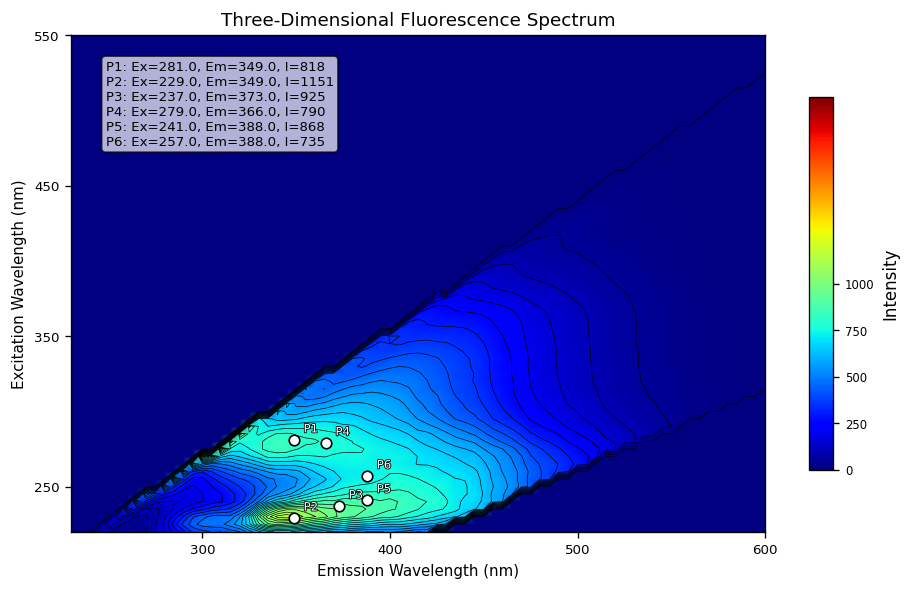 Three-Dimensional Fluorescence Spectrum
550
450
350
250
Excitation Wavelength (nm)
P1: Ex=281.0, Em=349.0, I=818
P2: Ex=229.0, Em=349.0, I=1151
P3: Ex=237.0, Em=373.0, I=925
P4: Ex=279.0, Em=366.0, I=790
P5: Ex=241.0, Em=388.0, I=868
P6: Ex=257.0, Em=388.0, I=735
P1
P4
P6
P5
P3
P2
300
400
500
600
Emission Wavelength (nm)
1000
750
500
250
0
Intensity